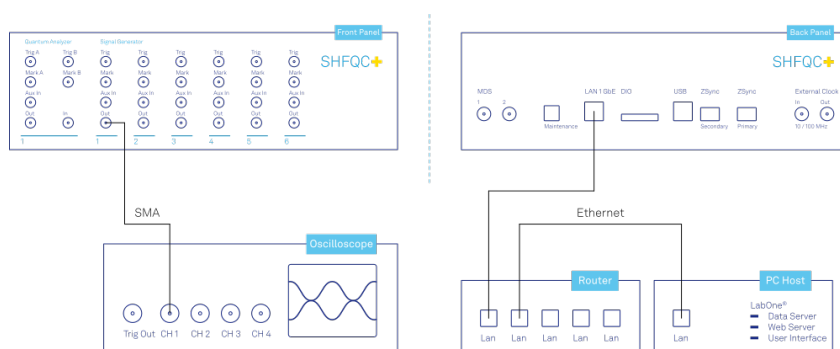 Front Panel
Quantum Analyzer Signal Generator
Trig A Trig B Trig Trig Trig Trig Trig Trig
SHFQC+
Mark A Mark B Mark Mark Mark Mark Mark Mark
Aux In Aux In Aux In Aux In Aux In Aux In Aux In
Out In Out Out Out Out Out Out
1 1 2 3 4 5 6
SMA
Oscilloscope
Trig Out CH 1 CH 2 CH 3 CH 4
Back Panel
SHFQC+
MDS LAN 1 GbE DIO USB ZSync ZSync External Clock
1 2 In Out
Maintenance Secondary Primary 10 / 100 MHz
Ethernet
Router
Lan Lan Lan Lan Lan
PC Host
LabOne®
Data Server
Web Server
User Interface
Lan